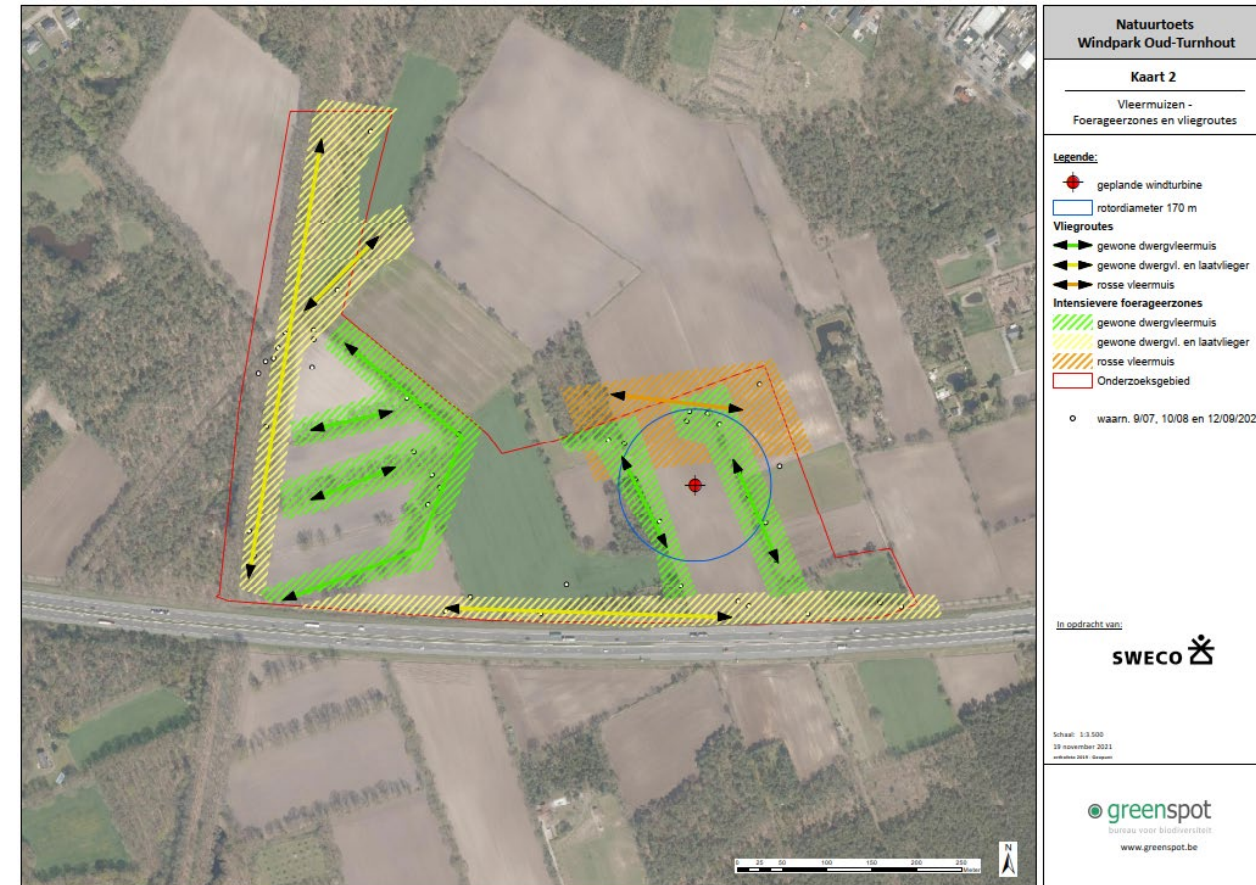 Natuurtoets
Windpark Oud-Turnhout
Kaart 2
Vleermuizen -
Foerageerzones en vliegroutes
Legende:
geplande windturbine
rotordiameter 170 m
Vliegroutes
gewone dwergvleermuis
gewone dwergvl. en laatvlieger
rosse vleermuis
Intensievere foerageerzones
gewone dwergvleermuis
gewone dwergvl. en laatvlieger
rosse vleermuis
Onderzoeksgebied
waarn. 9/07, 10/08 en 12/09/202
In opdracht van:
SWECO
Schaal: 1:3.500
19 november 2021
orthofoto 2019 - Geopunt
greenspot
bureau voor biodiversiteit
www.greenspot.be
N
0 25 50 100 150 200 250
Meter